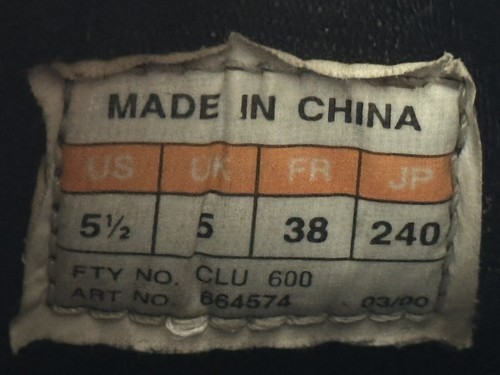 MADE IN CHINA
US UK FR JP
5½ 5 38 240
FTY NO. CLU 600
ART NO. 664574 03/00